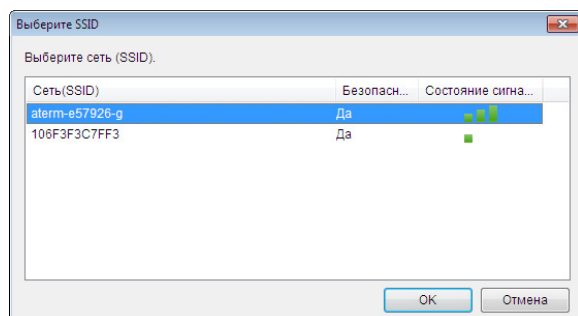 Выберите SSID
Выберите сеть (SSID).
Сеть(SSID) Безопасн... Состояние сигна...
aterm-e57926-g Да
106F3F3C7FF3 Да
OK Отмена